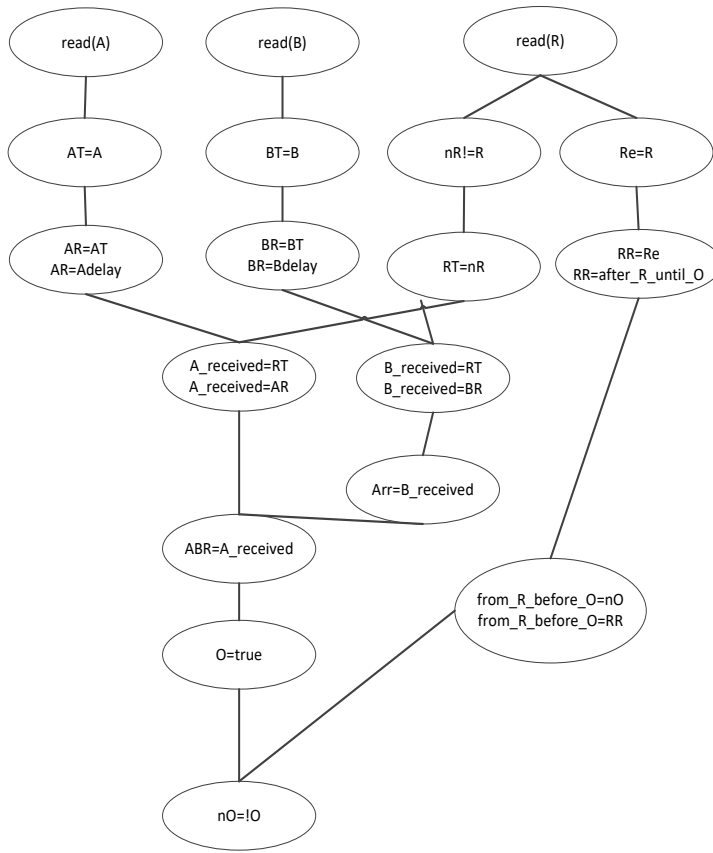 read(A)
read(B)
read(R)
AT=A
BT=B
nR!=R
Re=R
AR=AT
AR=Adelay
BR=BT
BR=Bdelay
RT=nR
RR=Re
RR=after_R_until_O
A_received=RT
A_received=AR
B_received=RT
B_received=BR
Arr=B_received
ABR=A_received
from_R_before_O=nO
from_R_before_O=RR
O=true
nO=!O